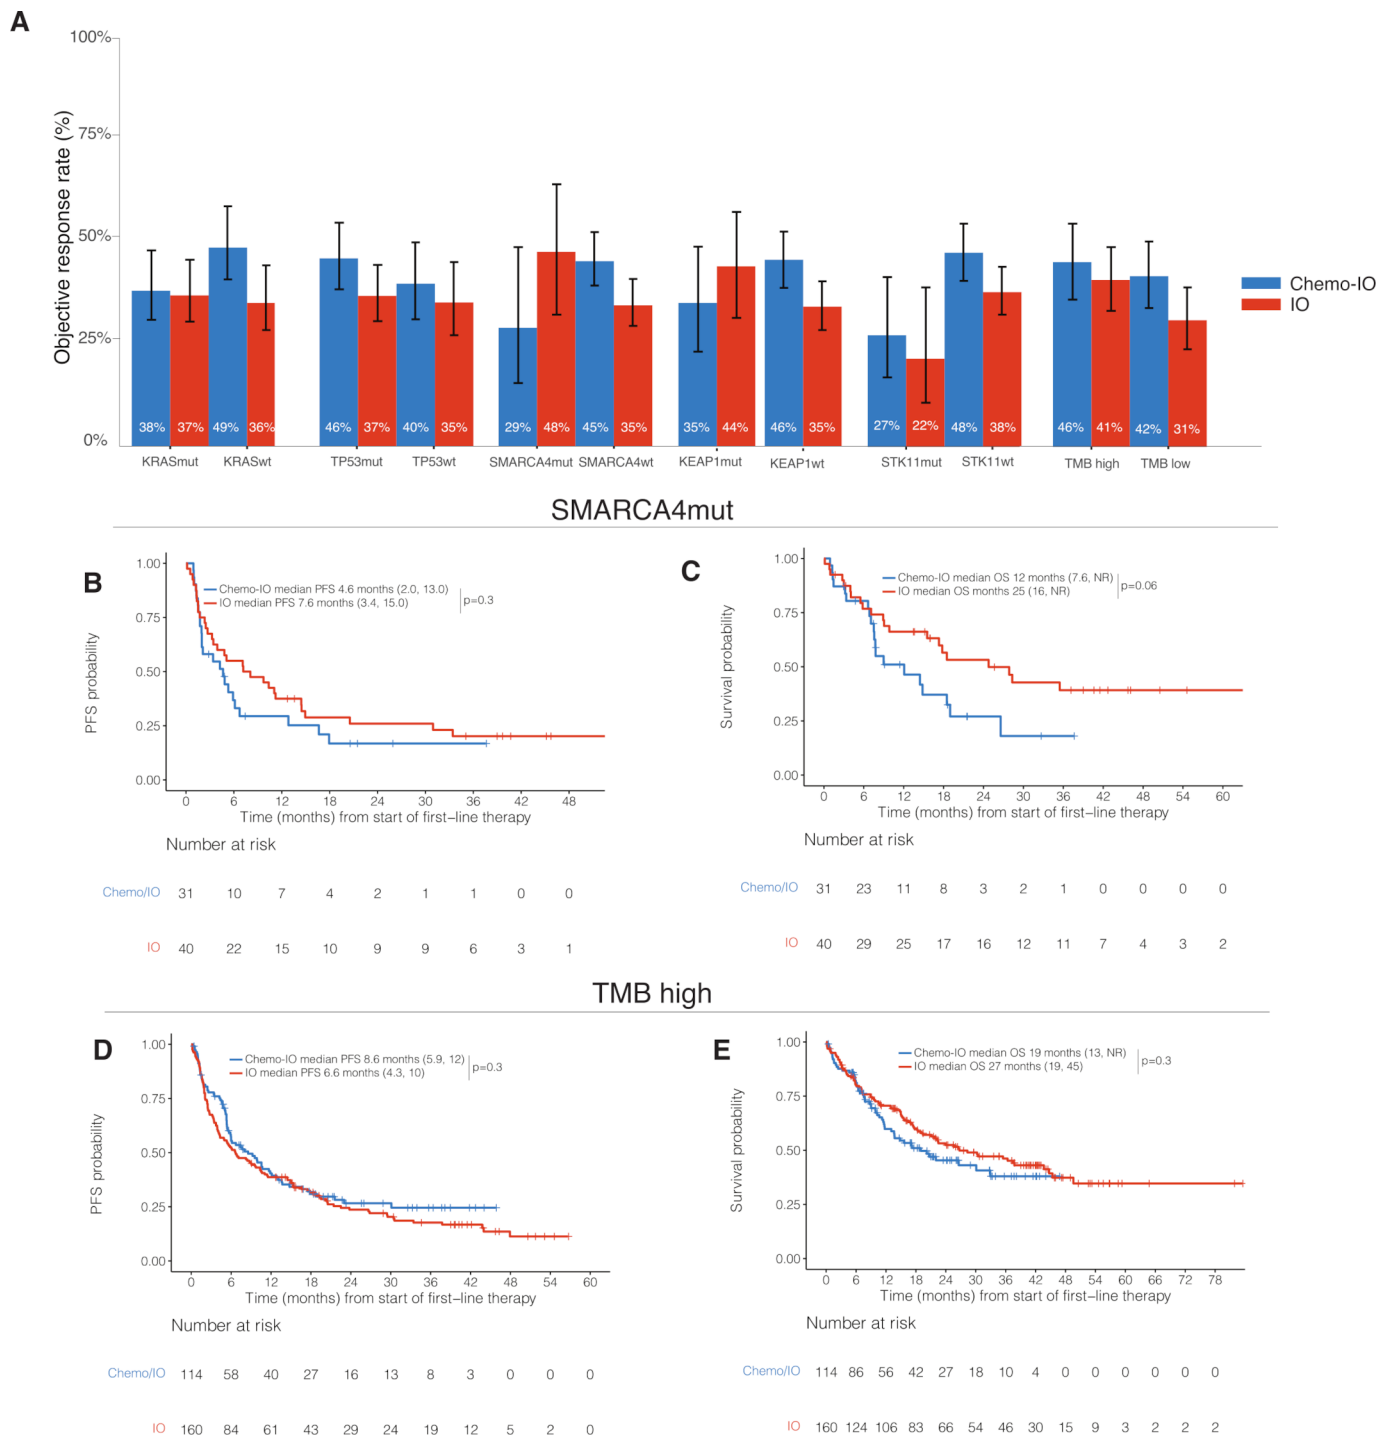 A
100%
75%
50%
25%
0%
Objective response rate (%)
38% 37% 49% 36% 46% 37% 40% 35% 29% 48% 45% 35% 35% 44% 46% 35% 27% 22% 48% 38% 46% 41% 42% 31%
KRASmut KRASwt TP53mut TP53wt SMARCA4mut SMARCA4wt KEAP1mut KEAP1wt STK11mut STK11wt TMB high TMB low
Chemo-IO
IO
SMARCA4mut
B
1.00
0.75
0.50
0.25
0.00
PFS probability
Chemo-IO median PFS 4.6 months (2.0, 13.0)
IO median PFS 7.6 months (3.4, 15.0)
p=0.3
0 6 12 18 24 30 36 42 48
Time (months) from start of first-line therapy
Number at risk
Chemo/IO 31 10 7 4 2 1 1 0 0
IO 40 22 15 10 9 9 6 3 1
C
1.00
0.75
0.50
0.25
0.00
Survival probability
Chemo-IO median OS 12 months (7.6, NR)
IO median OS months 25 (16, NR)
p=0.06
0 6 12 18 24 30 36 42 48 54 60
Time (months) from start of first-line therapy
Number at risk
Chemo/IO 31 23 11 8 3 2 1 0 0 0 0
IO 40 29 25 17 16 12 11 7 4 3 2
TMB high
D
1.00
0.75
0.50
0.25
0.00
PFS probability
Chemo-IO median PFS 8.6 months (5.9, 12)
IO median PFS 6.6 months (4.3, 10)
p=0.3
0 6 12 18 24 30 36 42 48 54 60
Time (months) from start of first-line therapy
Number at risk
Chemo/IO 114 58 40 27 16 13 8 3 0 0 0
IO 160 84 61 43 29 24 19 12 5 2 0
E
1.00
0.75
0.50
0.25
0.00
Survival probability
Chemo-IO median OS 19 months (13, NR)
IO median OS 27 months (19, 45)
p=0.3
0 6 12 18 24 30 36 42 48 54 60 66 72 78
Time (months) from start of first-line therapy
Number at risk
Chemo/IO 114 86 56 42 27 18 10 4 0 0 0 0 0 0
IO 160 124 106 83 66 54 46 30 15 9 3 2 2 2